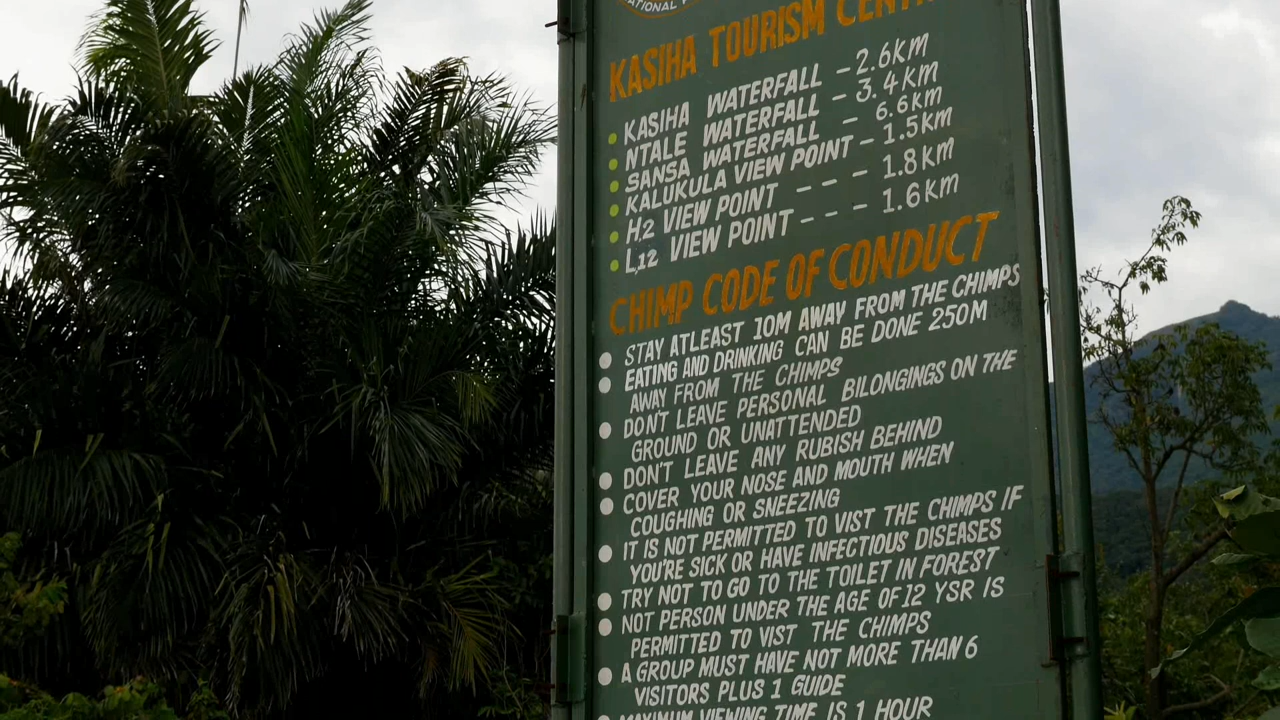 ATIONAL
KASIHA TOURISM CENTR
KASIHA WATERFALL - 2.6KM
NTALE WATERFALL - 3.4KM
SANSA WATERFALL - 6.6KM
KALUKULA VIEW POINT - 1.5KM
H.2 VIEW POINT - - - 1.8KM
L.12 VIEW POINT - - - 1.6KM
CHIMP CODE OF CONDUCT
STAY ATLEAST 10M AWAY FROM THE CHIMPS
EATING AND DRINKING CAN BE DONE 250M
AWAY FROM THE CHIMPS
DON'T LEAVE PERSONAL BILONGINGS ON THE
GROUND OR UNATTENDED
DON'T LEAVE ANY RUBISH BEHIND
COVER YOUR NOSE AND MOUTH WHEN
COUGHING OR SNEEZING
IT IS NOT PERMITTED TO VIST THE CHIMPS IF
YOU'RE SICK OR HAVE INFECTIOUS DISEASES
TRY NOT TO GO TO THE TOILET IN FOREST
NOT PERSON UNDER THE AGE OF 12 YSR IS
PERMITTED TO VIST THE CHIMPS
A GROUP MUST HAVE NOT MORE THAN 6
VISITORS PLUS 1 GUIDE
MAXIMUM VIEWING TIME IS 1 HOUR